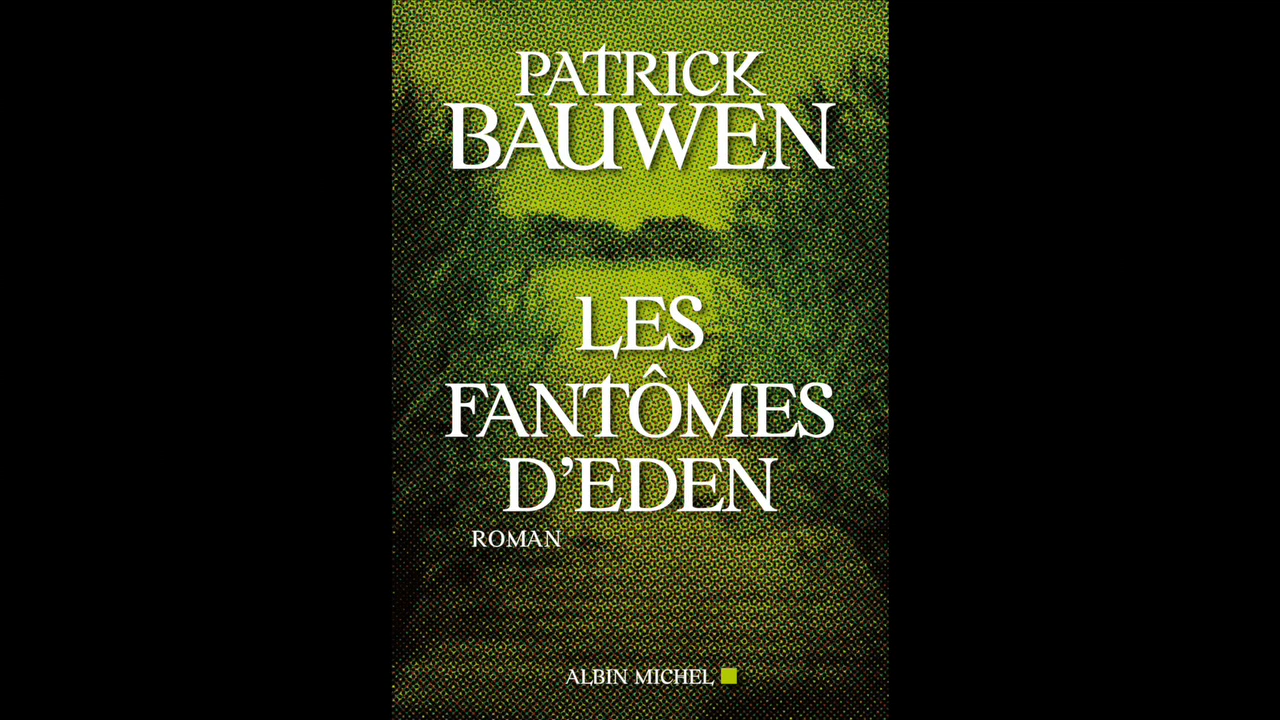 PATRICK
BAUWEN
LES
FANTÔMES
D’EDEN
ROMAN
ALBIN MICHEL